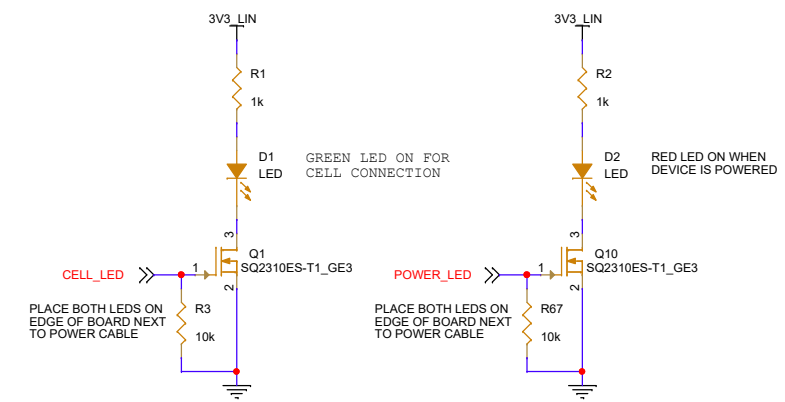 3V3_LIN
R1
1k
D1
LED
GREEN LED ON FOR
CELL CONNECTION
3
Q1
SQ2310ES-T1_GE3
1
2
CELL_LED
R3
10k
PLACE BOTH LEDS ON
EDGE OF BOARD NEXT
TO POWER CABLE
3V3_LIN
R2
1k
D2
LED
RED LED ON WHEN
DEVICE IS POWERED
3
Q10
SQ2310ES-T1_GE3
1
2
POWER_LED
R67
10k
PLACE BOTH LEDS ON
EDGE OF BOARD NEXT
TO POWER CABLE